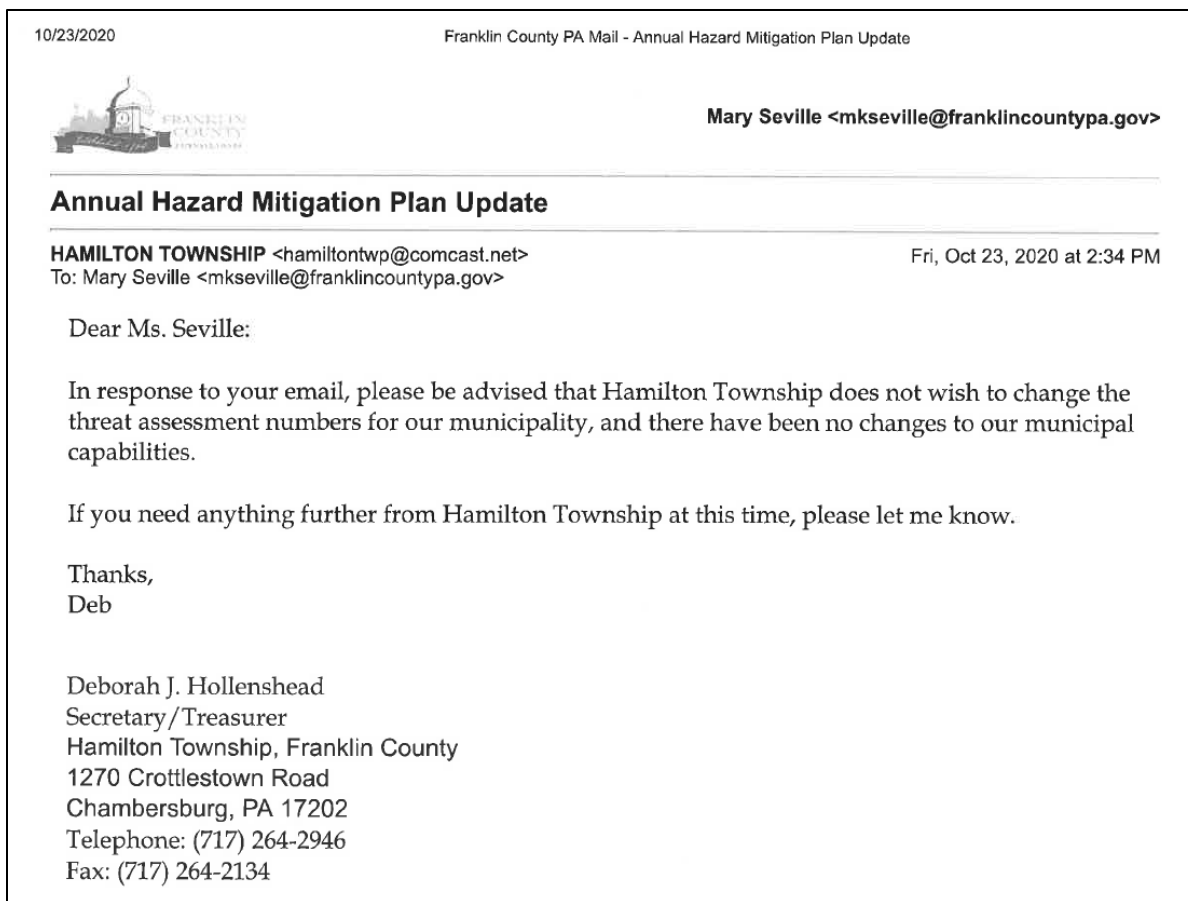 10/23/2020
Franklin County PA Mail - Annual Hazard Mitigation Plan Update
FRANKLIN
COUNTY
Mary Seville <mkseville@franklincountypa.gov>
Annual Hazard Mitigation Plan Update
HAMILTON TOWNSHIP <hamiltontwp@comcast.net>
Fri, Oct 23, 2020 at 2:34 PM
To: Mary Seville <mkseville@franklincountypa.gov>
Dear Ms. Seville:
In response to your email, please be advised that Hamilton Township does not wish to change the
threat assessment numbers for our municipality, and there have been no changes to our municipal
capabilities.
If you need anything further from Hamilton Township at this time, please let me know.
Thanks,
Deb
Deborah J. Hollenshead
Secretary/Treasurer
Hamilton Township, Franklin County
1270 Crottlestown Road
Chambersburg, PA 17202
Telephone: (717) 264-2946
Fax: (717) 264-2134